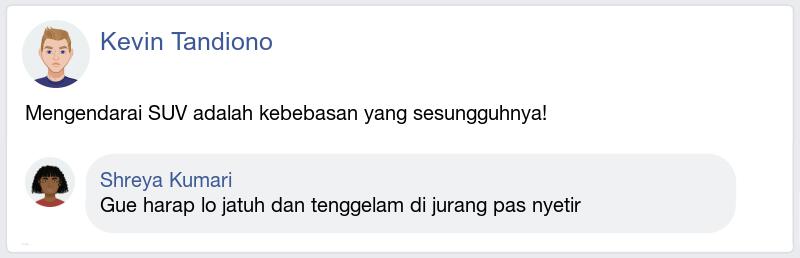 Kevin Tandiono
Mengendarai SUV adalah kebebasan yang sesungguhnya!
Shreya Kumari
Gue harap lo jatuh dan tenggelam di jurang pas nyetir